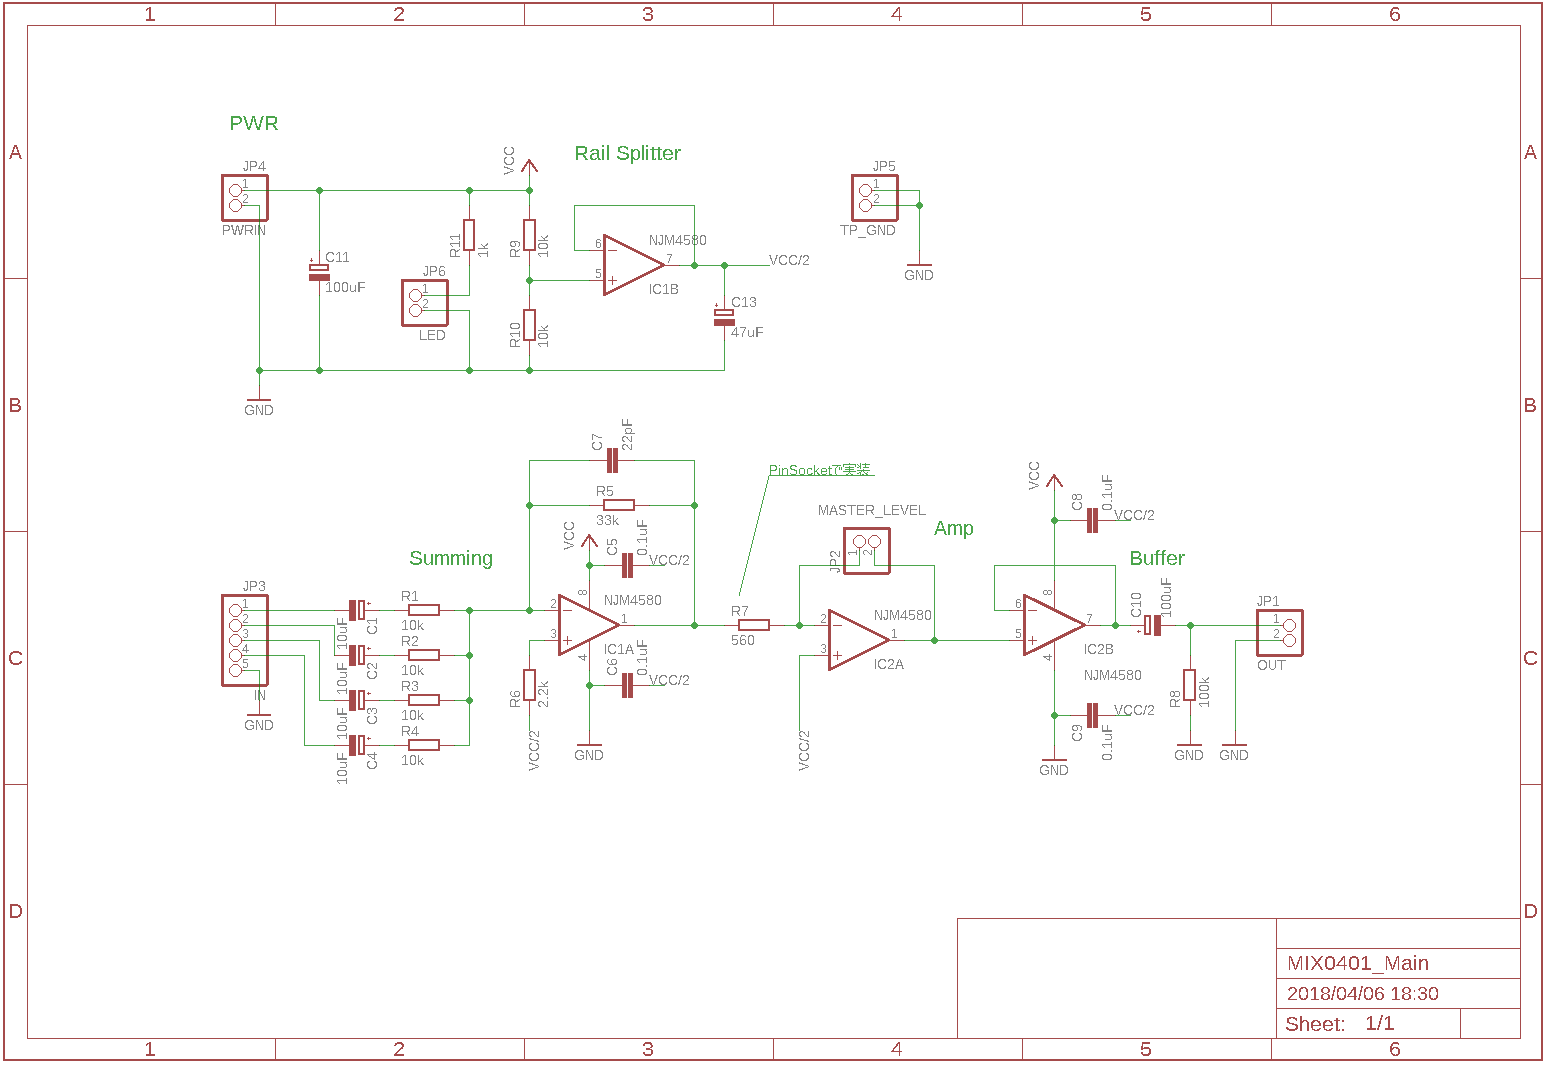 1 2 3 4 5 6
A A
B B
C C
D D
1 2 3 4 5 6
PWR
JP4
1
2
PWRIN
C11
100uF
GND
R11
1k
JP6
1
2
LED
VCC
R9
10k
R10
10k
Rail Splitter
6
5
7
NJM4580
IC1B
VCC/2
C13
47uF
JP5
1
2
TP_GND
GND
Summing
JP3
1
2
3
4
5
IN
GND
10uF
C1
10uF
C2
10uF
C3
10uF
C4
R1
10k
R2
10k
R3
10k
R4
10k
C7
22pF
R5
33k
VCC
C5
0.1uF
VCC/2
2
3
8
4
1
NJM4580
IC1A
C6
0.1uF
VCC/2
R6
2.2k
VCC/2
GND
PinSocketで実装
R7
560
MASTER_LEVEL
JP2
1
2
Amp
2
3
1
NJM4580
IC2A
VCC/2
VCC
C8
0.1uF
VCC/2
Buffer
6
5
8
4
7
IC2B
NJM4580
C9
0.1uF
VCC/2
GND
C10
100uF
R8
100k
GND
JP1
1
2
OUT
GND
MIX0401_Main
2018/04/06 18:30
Sheet: 1/1